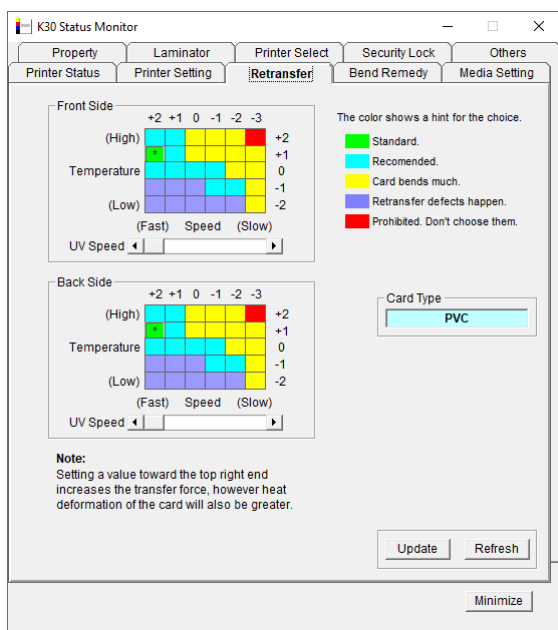 K30 Status Monitor
Property Laminator Printer Select Security Lock Others
Printer Status Printer Setting Retransfer Bend Remedy Media Setting
Front Side
+2 +1 0 -1 -2 -3
(High) +2
* +1
Temperature 0
-1
(Low) -2
(Fast) Speed (Slow)
UV Speed
The color shows a hint for the choice.
Standard.
Recomended.
Card bends much.
Retransfer defects happen.
Prohibited. Don't choose them.
Back Side
+2 +1 0 -1 -2 -3
(High) +2
* +1
Temperature 0
-1
(Low) -2
(Fast) Speed (Slow)
UV Speed
Card Type
PVC
Note:
Setting a value toward the top right end
increases the transfer force, however heat
deformation of the card will also be greater.
Update Refresh
Minimize